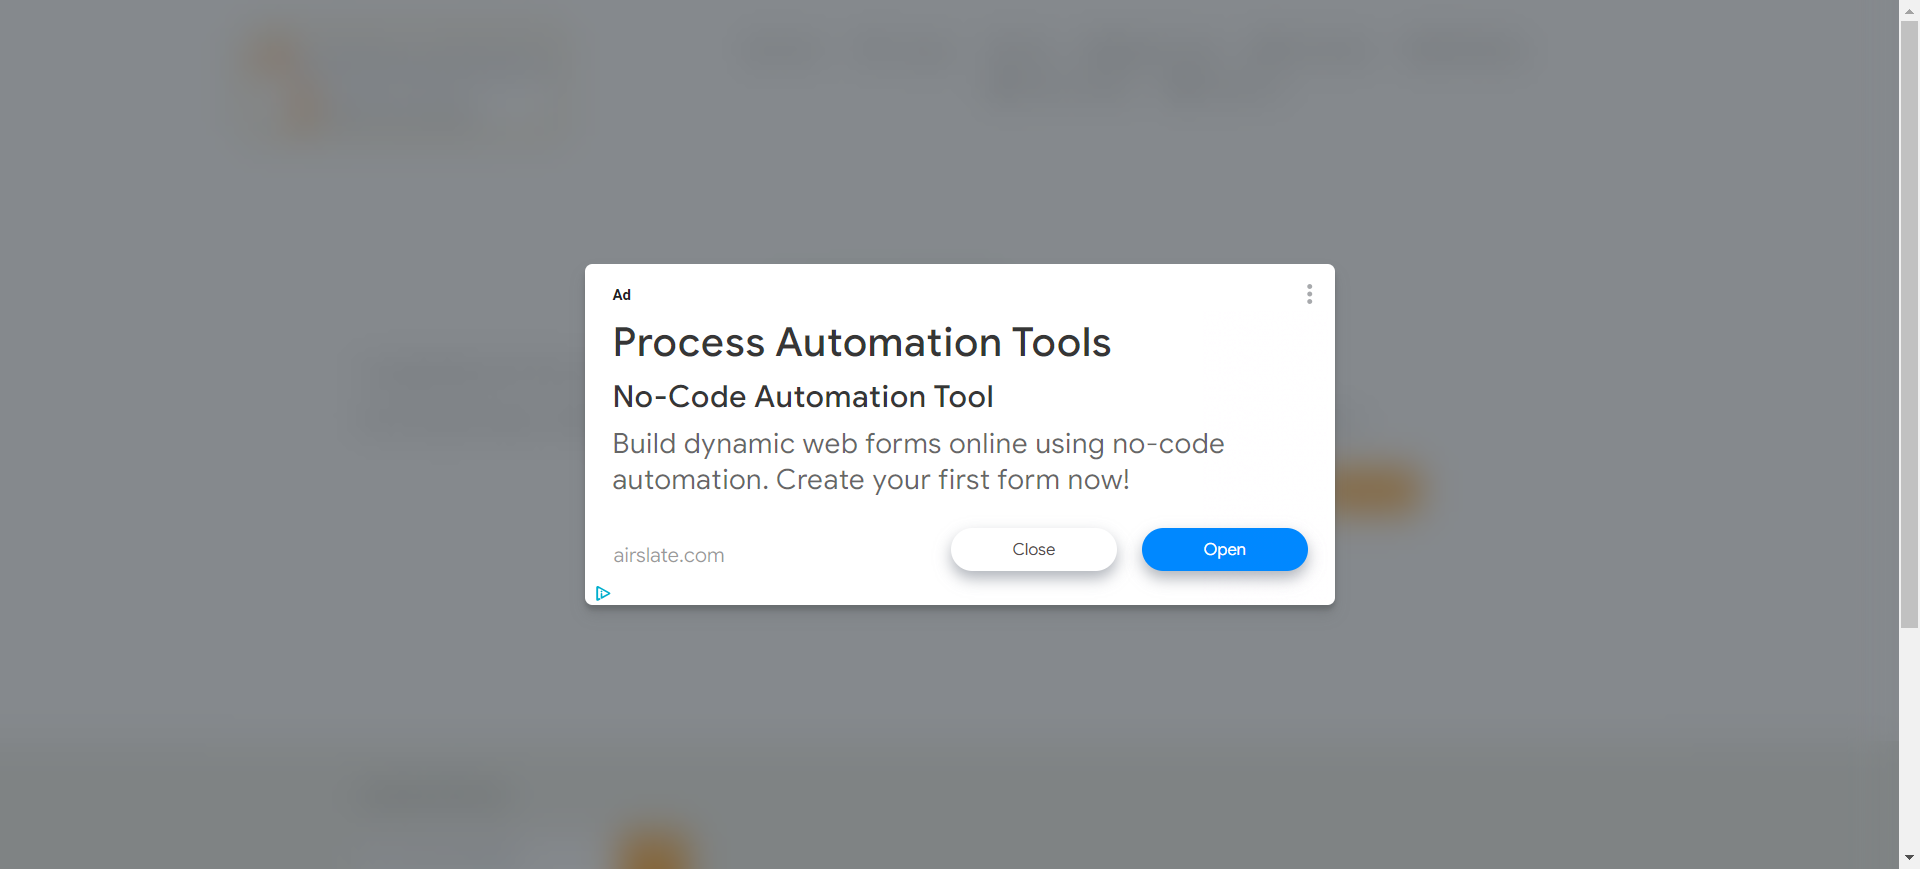 Ad
Process Automation Tools
No-Code Automation Tool
Build dynamic web forms online using no-code
automation. Create your first form now!
airslate.com
Close
Open